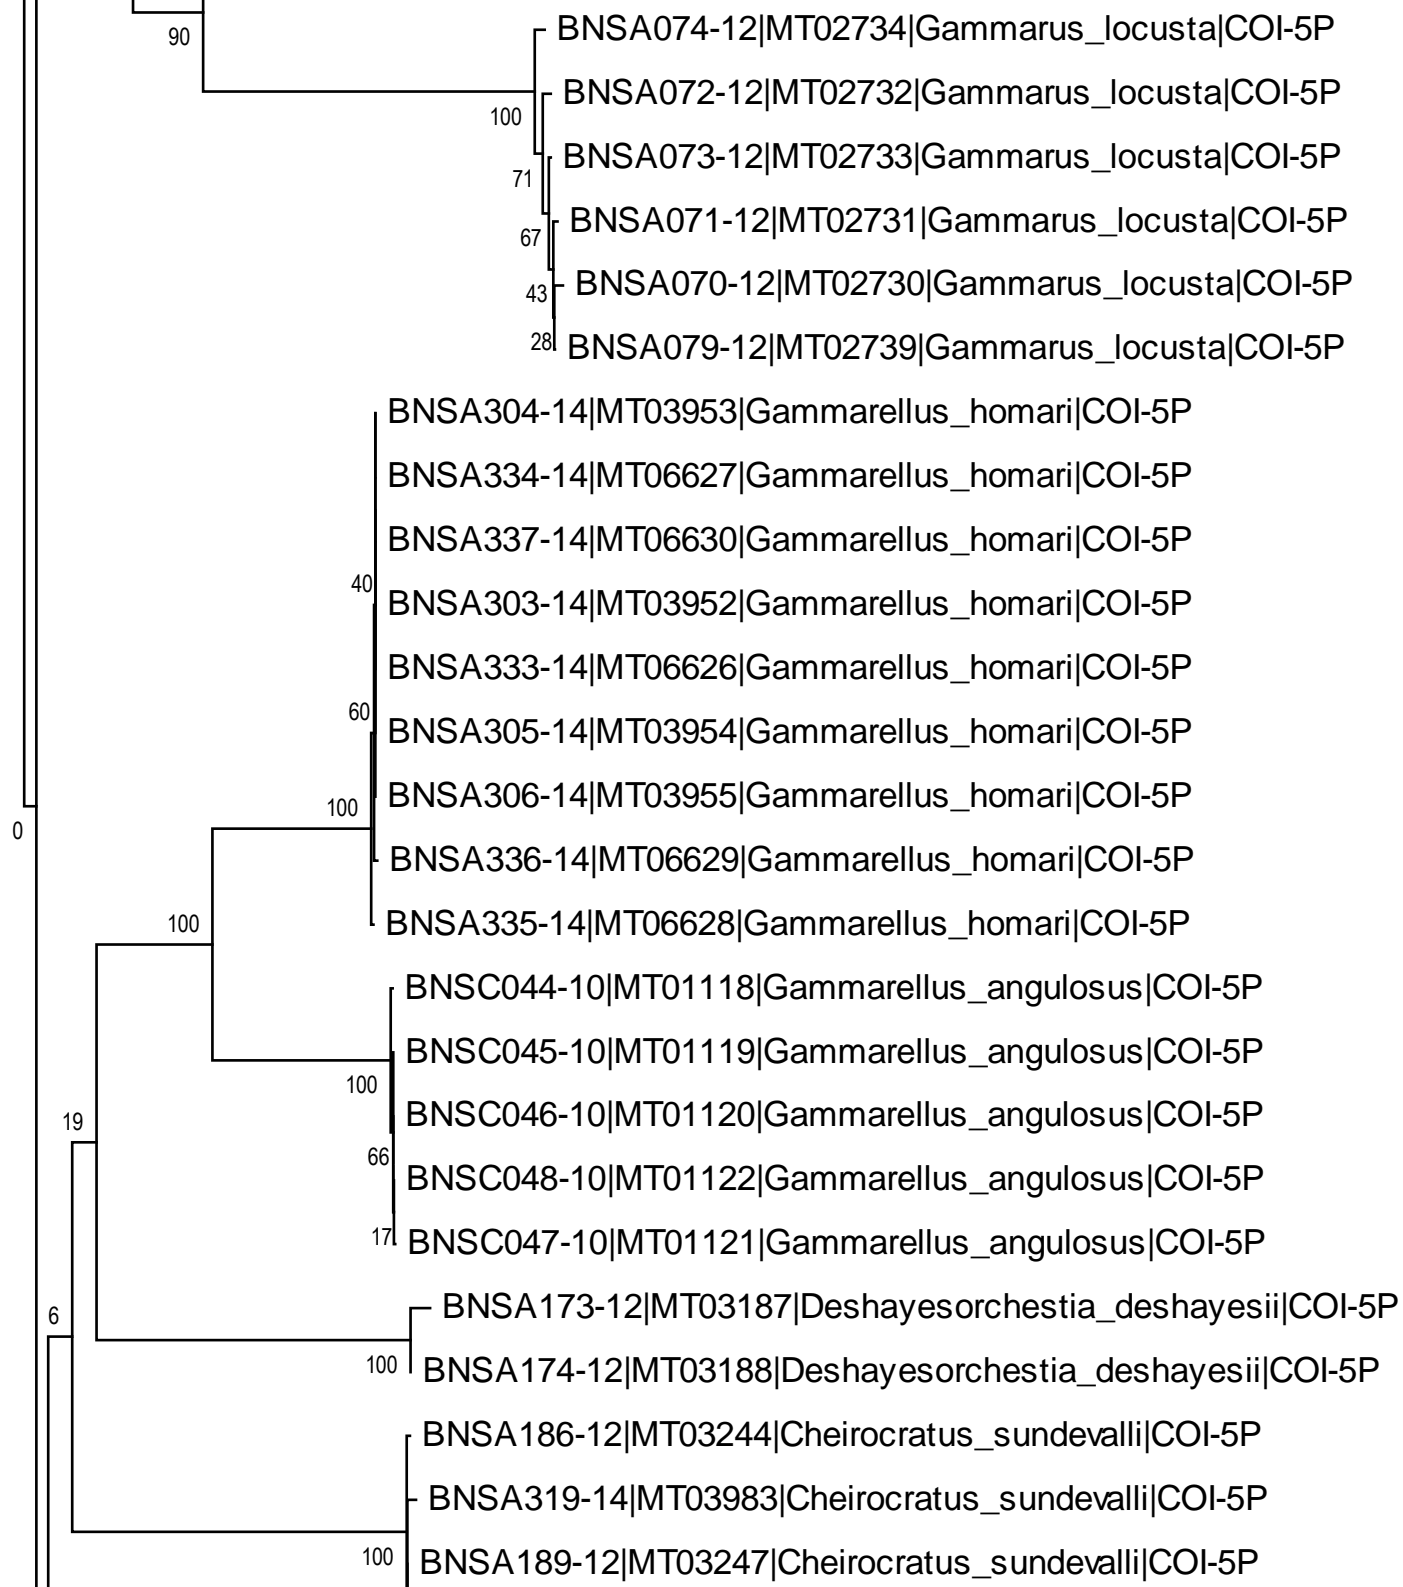 BNSA074-12|MT02734|Gammarus_locusta|COI-5P
90
BNSA072-12|MT02732|Gammarus_locusta|COI-5P
100
BNSA073-12|MT02733|Gammarus_locusta|COI-5P
71
BNSA071-12|MT02731|Gammarus_locusta|COI-5P
67
BNSA070-12|MT02730|Gammarus_locusta|COI-5P
43
28
BNSA079-12|MT02739|Gammarus_locusta|COI-5P
BNSA304-14|MT03953|Gammarellus_homari|COI-5P
BNSA334-14|MT06627|Gammarellus_homari|COI-5P
BNSA337-14|MT06630|Gammarellus_homari|COI-5P
40
BNSA303-14|MT03952|Gammarellus_homari|COI-5P
BNSA333-14|MT06626|Gammarellus_homari|COI-5P
60
BNSA305-14|MT03954|Gammarellus_homari|COI-5P
BNSA306-14|MT03955|Gammarellus_homari|COI-5P
100
0
BNSA336-14|MT06629|Gammarellus_homari|COI-5P
100
BNSA335-14|MT06628|Gammarellus_homari|COI-5P
BNSC044-10|MT01118|Gammarellus_angulosus|COI-5P
BNSC045-10|MT01119|Gammarellus_angulosus|COI-5P
100
BNSC046-10|MT01120|Gammarellus_angulosus|COI-5P
19
66
BNSC048-10|MT01122|Gammarellus_angulosus|COI-5P
17
BNSC047-10|MT01121|Gammarellus_angulosus|COI-5P
BNSA173-12|MT03187|Deshayesorchestia_deshayesii|COI-5P
6
100
BNSA174-12|MT03188|Deshayesorchestia_deshayesii|COI-5P
BNSA186-12|MT03244|Cheirocratus_sundevalli|COI-5P
BNSA319-14|MT03983|Cheirocratus_sundevalli|COI-5P
100
BNSA189-12|MT03247|Cheirocratus_sundevalli|COI-5P